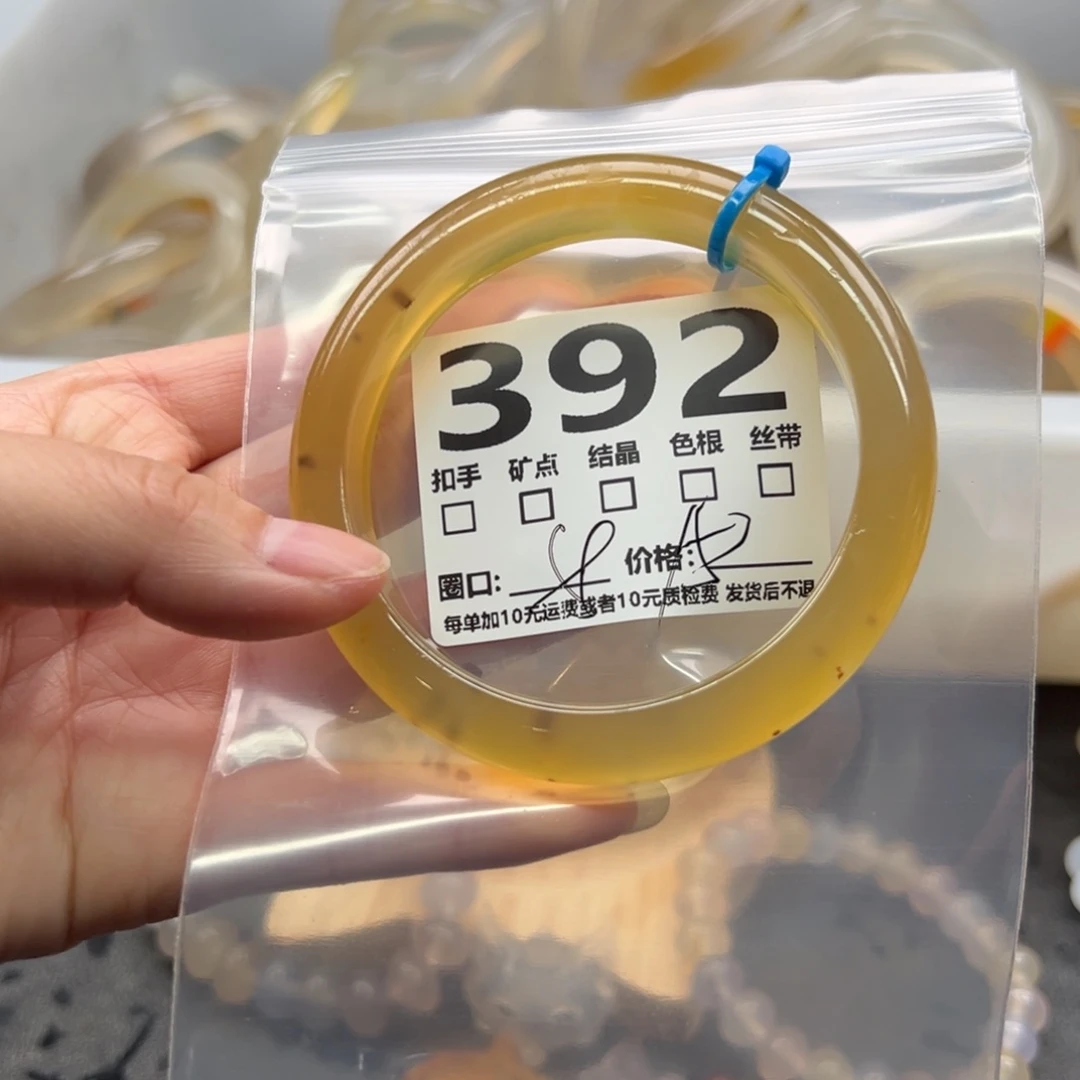 392
扣手 矿点 结晶 色根 丝带
圈口: 价格:
每单加10元运费或者10元质检费 发货后不退